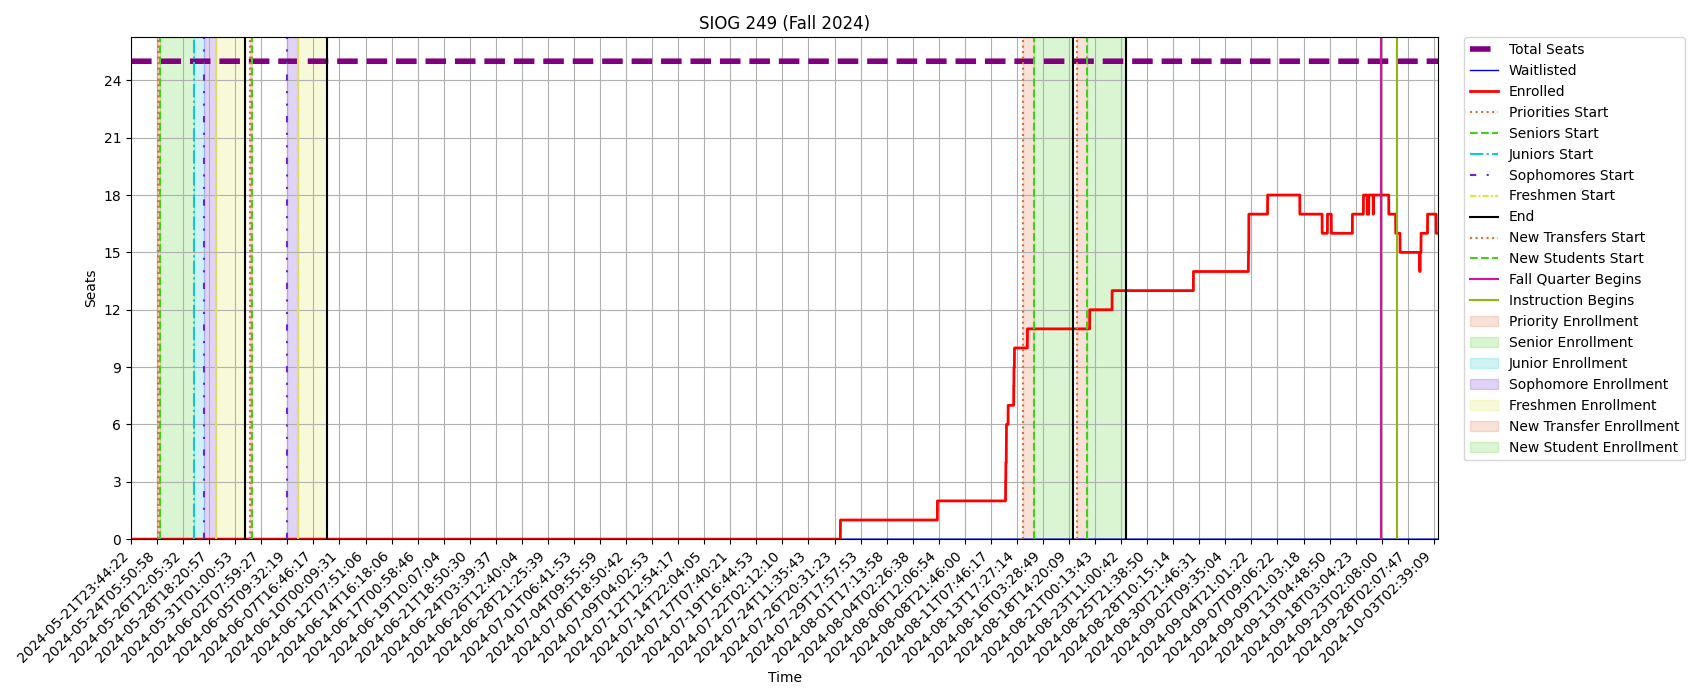 SIOG 249 (Fall 2024)
Seats
24
21
18
15
12
9
6
3
0
2024-05-21T23:44:22
2024-05-24T05:50:58
2024-05-26T12:05:32
2024-05-28T18:20:57
2024-05-31T01:00:53
2024-06-02T07:59:27
2024-06-05T09:32:19
2024-06-07T16:46:17
2024-06-10T00:09:31
2024-06-12T07:51:06
2024-06-14T16:18:06
2024-06-17T00:58:46
2024-06-19T10:07:04
2024-06-21T18:50:30
2024-06-24T03:39:37
2024-06-26T12:40:04
2024-06-28T21:25:39
2024-07-01T06:41:53
2024-07-04T09:55:59
2024-07-06T18:50:42
2024-07-09T04:02:53
2024-07-12T12:54:17
2024-07-14T22:04:05
2024-07-17T07:40:21
2024-07-19T16:44:53
2024-07-22T02:12:10
2024-07-24T11:35:43
2024-07-26T20:31:23
2024-07-29T17:57:53
2024-08-01T17:13:58
2024-08-04T02:26:38
2024-08-06T12:06:54
2024-08-08T21:46:00
2024-08-11T07:46:17
2024-08-13T17:27:14
2024-08-16T03:28:49
2024-08-18T14:20:09
2024-08-21T00:13:43
2024-08-23T11:00:42
2024-08-25T21:38:50
2024-08-28T10:15:14
2024-08-30T21:46:31
2024-09-02T09:35:04
2024-09-04T21:01:22
2024-09-07T09:06:22
2024-09-09T21:03:18
2024-09-13T04:48:50
2024-09-18T03:04:23
2024-09-23T02:08:00
2024-09-28T02:07:47
2024-10-03T02:39:09
Time
Total Seats
Waitlisted
Enrolled
Priorities Start
Seniors Start
Juniors Start
Sophomores Start
Freshmen Start
End
New Transfers Start
New Students Start
Fall Quarter Begins
Instruction Begins
Priority Enrollment
Senior Enrollment
Junior Enrollment
Sophomore Enrollment
Freshmen Enrollment
New Transfer Enrollment
New Student Enrollment